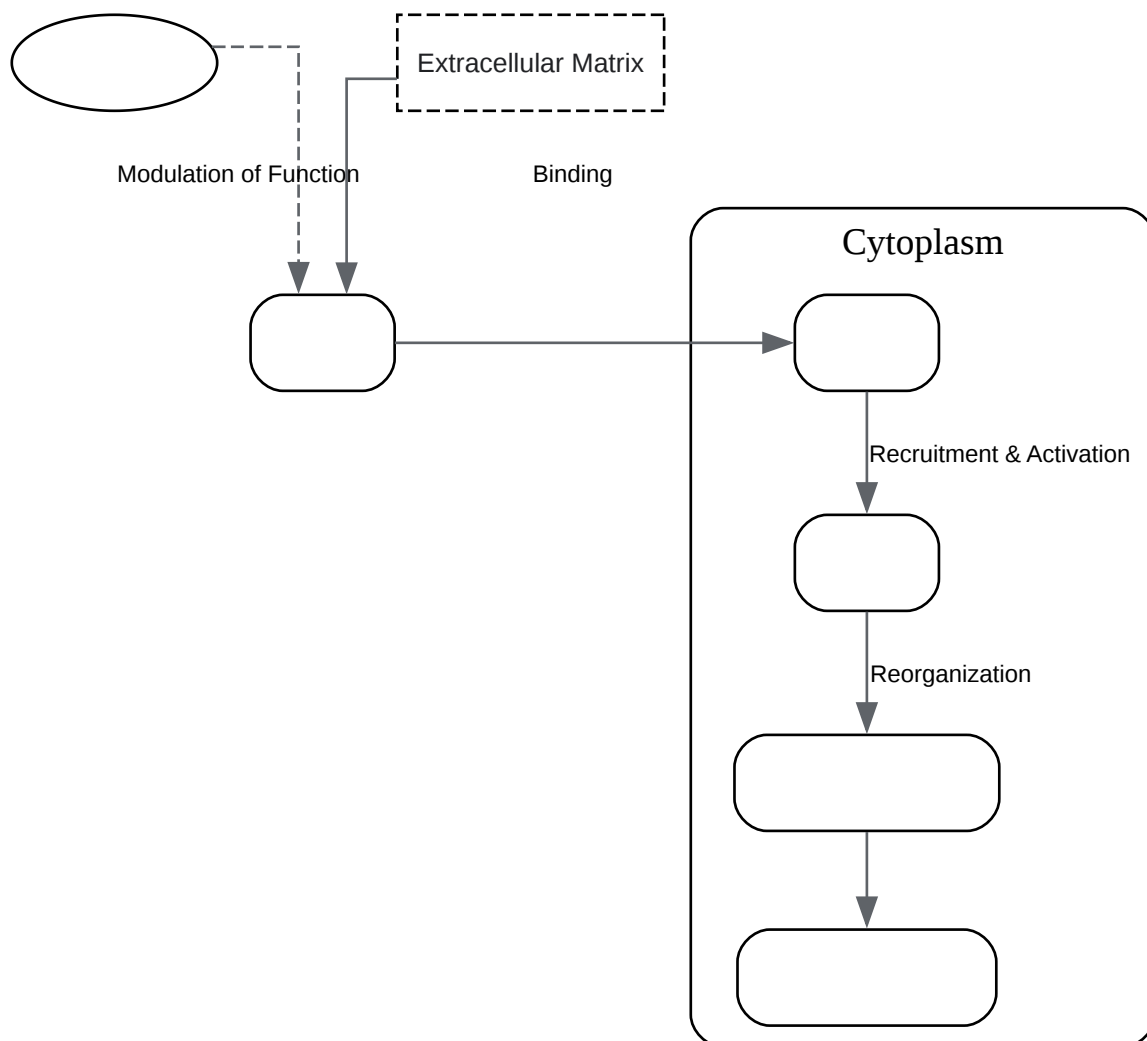 Extracellular Matrix
Modulation of Function
Binding
Cytoplasm
Recruitment & Activation
Reorganization